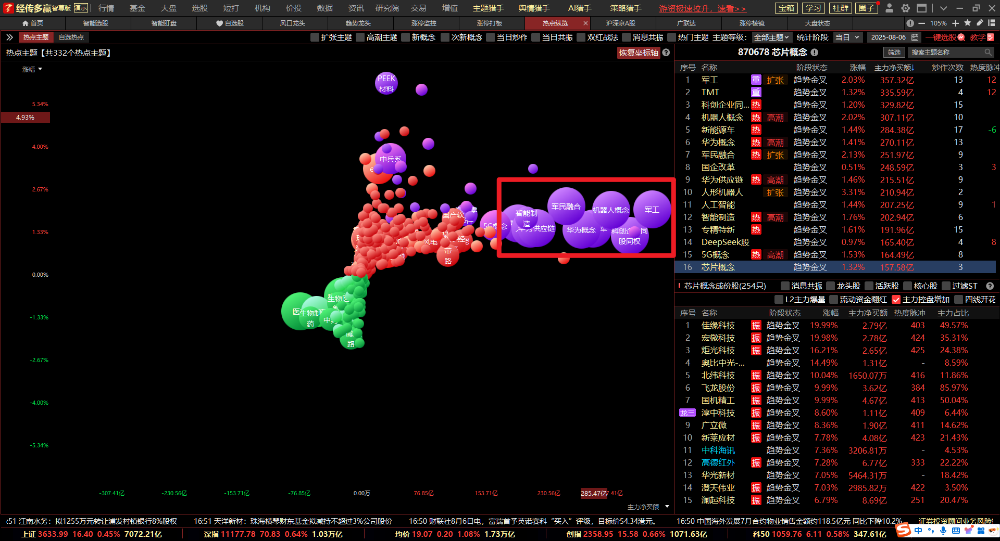 经传多赢 智尊版 演示 行情 基金 大盘 选股 短打 机构 价投 数据 资讯 研究院 交易 增值 主题猎手 舆情猎手 AI猎手 策略猎手 游资极速拉升，速看>> 宝箱 学习 社群 圈子
首页 智能选股 智能盯盘 自选股 风口龙头 趋势龙头 涨停监控 涨停打板 热点纵览 沪深京A股 广联达 涨停棱镜 大盘状态 105%
热点主题 自选热点 扩张主题 高潮主题 新概念 次新概念 当日炒作 当日共振 双红战法 消息共振 热门主题 主题等级: 全部主题 统计阶段: 当日 2025-08-06 一键选股 教学
热点主题【共332个热点主题】 恢复坐标轴
涨幅
5.34%
4.93%
4.00%
2.67%
1.33%
0.00%
-1.33%
-2.67%
-4.00%
-5.34%
PEEK
材料
中兵系
国产软
5G概念
智能制
造
华为供应链
军民融合
华为概念
车
机器人概念
科创企
同
股同权
军工
风电
一带一
路
生物医
生物制
药
中药
路
-307.41亿 -230.56亿 -153.71亿 -76.85亿 0.00万 76.85亿 153.71亿 230.56亿 285.47亿 7.41亿
主力净买额
870678 芯片概念 筛选 搜索主题名称
序号 名称 阶段状态 涨幅 主力净买额↓ 炒作次数 热度脉冲
1 军工 重 扩张 趋势金叉 2.03% 357.32亿 13 12
2 TMT 重 趋势金叉 1.32% 335.59亿 4 12
3 科创企业同... 热 趋势金叉 1.20% 329.82亿 15
4 机器人概念 热 高潮 趋势金叉 2.02% 307.11亿 10
5 新能源车 热 趋势金叉 1.44% 284.38亿 17 -6
6 华为概念 热 高潮 趋势金叉 1.41% 270.11亿 13
7 军民融合 热 扩张 趋势金叉 2.13% 251.97亿 9
8 国企改革 趋势金叉 0.51% 248.59亿 3 3
9 华为供应链 热 高潮 趋势金叉 1.46% 215.51亿 9
10 人形机器人 扩张 趋势金叉 3.31% 210.94亿 2
11 人工智能 趋势金叉 1.44% 207.25亿 9 1
12 智能制造 热 高潮 趋势金叉 1.76% 202.94亿 6
13 专精特新 热 趋势金叉 1.61% 191.96亿 15
14 DeepSeek股 趋势金叉 0.97% 165.40亿 4 8
15 5G概念 热 高潮 趋势金叉 1.53% 164.49亿 8
16 芯片概念 趋势金叉 1.32% 157.58亿 3
芯片概念成份股(254只) 消息共振 龙头股 活跃股 核心股 过滤ST
L2主力爆量 流动资金翻红 主力控盘增加 四线开花
序号 名称 阶段状态 涨幅 主力净买额 热度脉冲 主力占比
1 佳缘科技 振 趋势金叉 19.99% 2.79亿 403 49.57%
2 宏微科技 振 趋势金叉 19.98% 2.78亿 424 35.31%
3 炬光科技 振 趋势金叉 16.21% 2.65亿 425 24.38%
4 奥比中光-... 趋势金叉 14.49% 1.31亿 - 8.59%
5 北纬科技 振 趋势金叉 10.04% 1650.07万 416 11.86%
6 飞龙股份 振 趋势金叉 9.99% 3.62亿 384 85.97%
7 国机精工 振 趋势金叉 9.99% 4.67亿 413 50.04%
龙三 淳中科技 振 趋势金叉 8.60% 1.11亿 409 6.44%
9 广立微 振 趋势金叉 8.36% 1.90亿 411 14.62%
10 新莱应材 振 趋势金叉 7.78% 4.08亿 423 21.43%
11 中科海讯 趋势金叉 7.36% 3206.81万 - 4.53%
12 高德红外 振 趋势金叉 7.28% 6.77亿 333 22.22%
13 华光新材 趋势金叉 7.05% 5464.31万 - 18.42%
14 澄天伟业 振 趋势金叉 7.03% 2985.82万 422 3.50%
15 澜起科技 振 趋势金叉 6.79% 8.69亿 251 20.47%
:51 江南水务：拟1255万元转让浦发村镇银行8%股权 16:51 天洋新材：珠海横琴财东基金拟减持不超过3%公司股份 16:50 财联社8月6日电，富瑞首予英诺赛科“买入”评级，目标价54.34港元。 16:50 中国海外发展7月合约物业销售金额约118.5亿元 同比下降10.2% 证券投资顾问业务风险
上证 3633.99 16.40 0.45% 7072.21亿 深指 11177.78 70.83 0.64% 1.03万亿 均价 19.07 0.20 1.08% 1.73万亿 创指 2358.95 15.58 0.66% 1071.63亿 科50 1059.76 6.11 0.58% 347.61亿 中